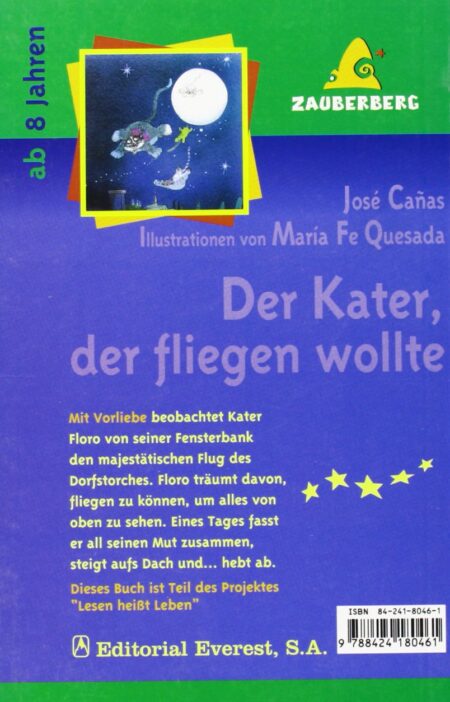 ab 8 Jahren
ZAUBERBERG
José Cañas
Illustrationen von María Fe Quesada
Der Kater,
der fliegen wollte
Mit Vorliebe beobachtet Kater
Floro von seiner Fensterbank
den majestätischen Flug des
Dorfstorches. Floro träumt davon,
fliegen zu können, um alles von
oben zu sehen. Eines Tages fasst
er all seinen Mut zusammen,
steigt aufs Dach und... hebt ab.
Dieses Buch ist Teil des Projektes
"Lesen heißt Leben"
Editorial Everest, S.A.
ISBN 84-241-8046-1
9 788424 180461